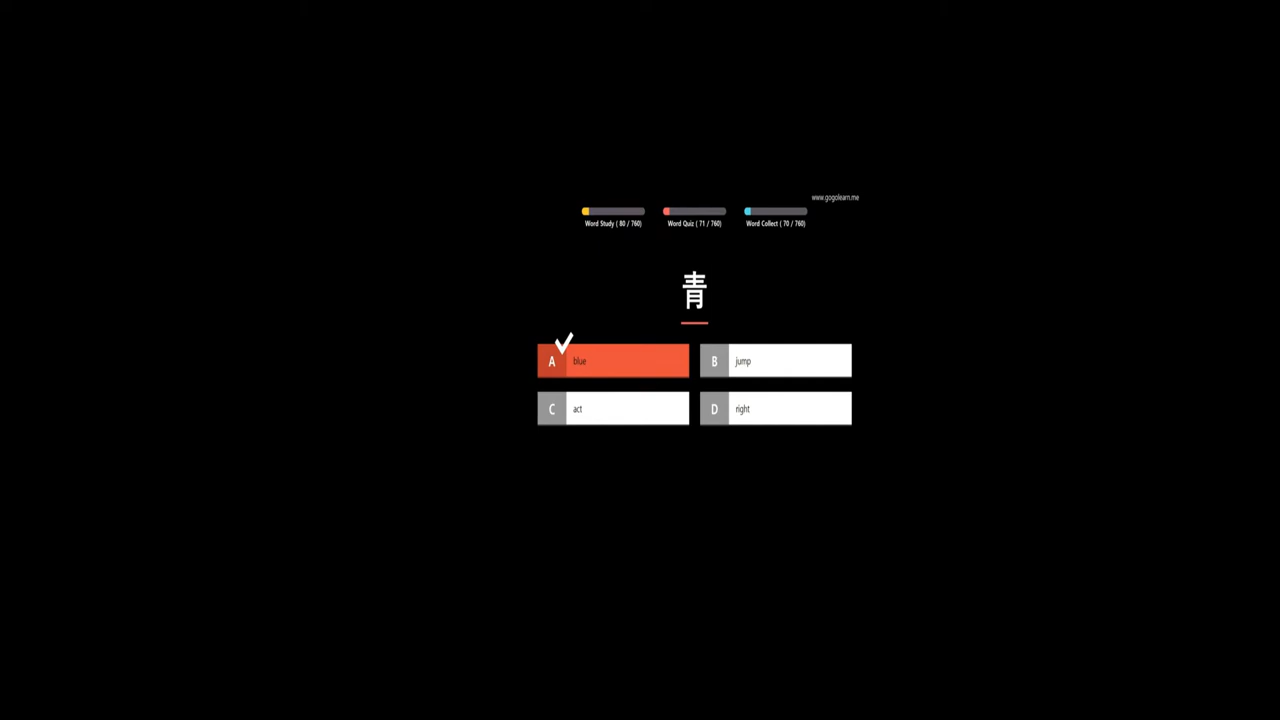 www.gogolearn.me
Word Study ( 80 / 760)
Word Quiz ( 71 / 760)
Word Collect ( 70 / 760)
青
A blue
B jump
C act
D right